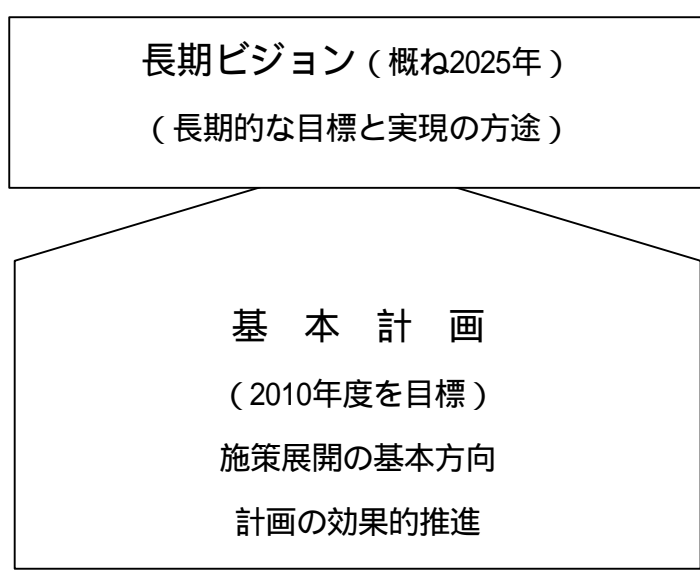 長期ビジョン(概ね2025年)
(長期的な目標と実現の方途)
基 本 計 画
(2010年度を目標)
施策展開の基本方向
計画の効果的推進